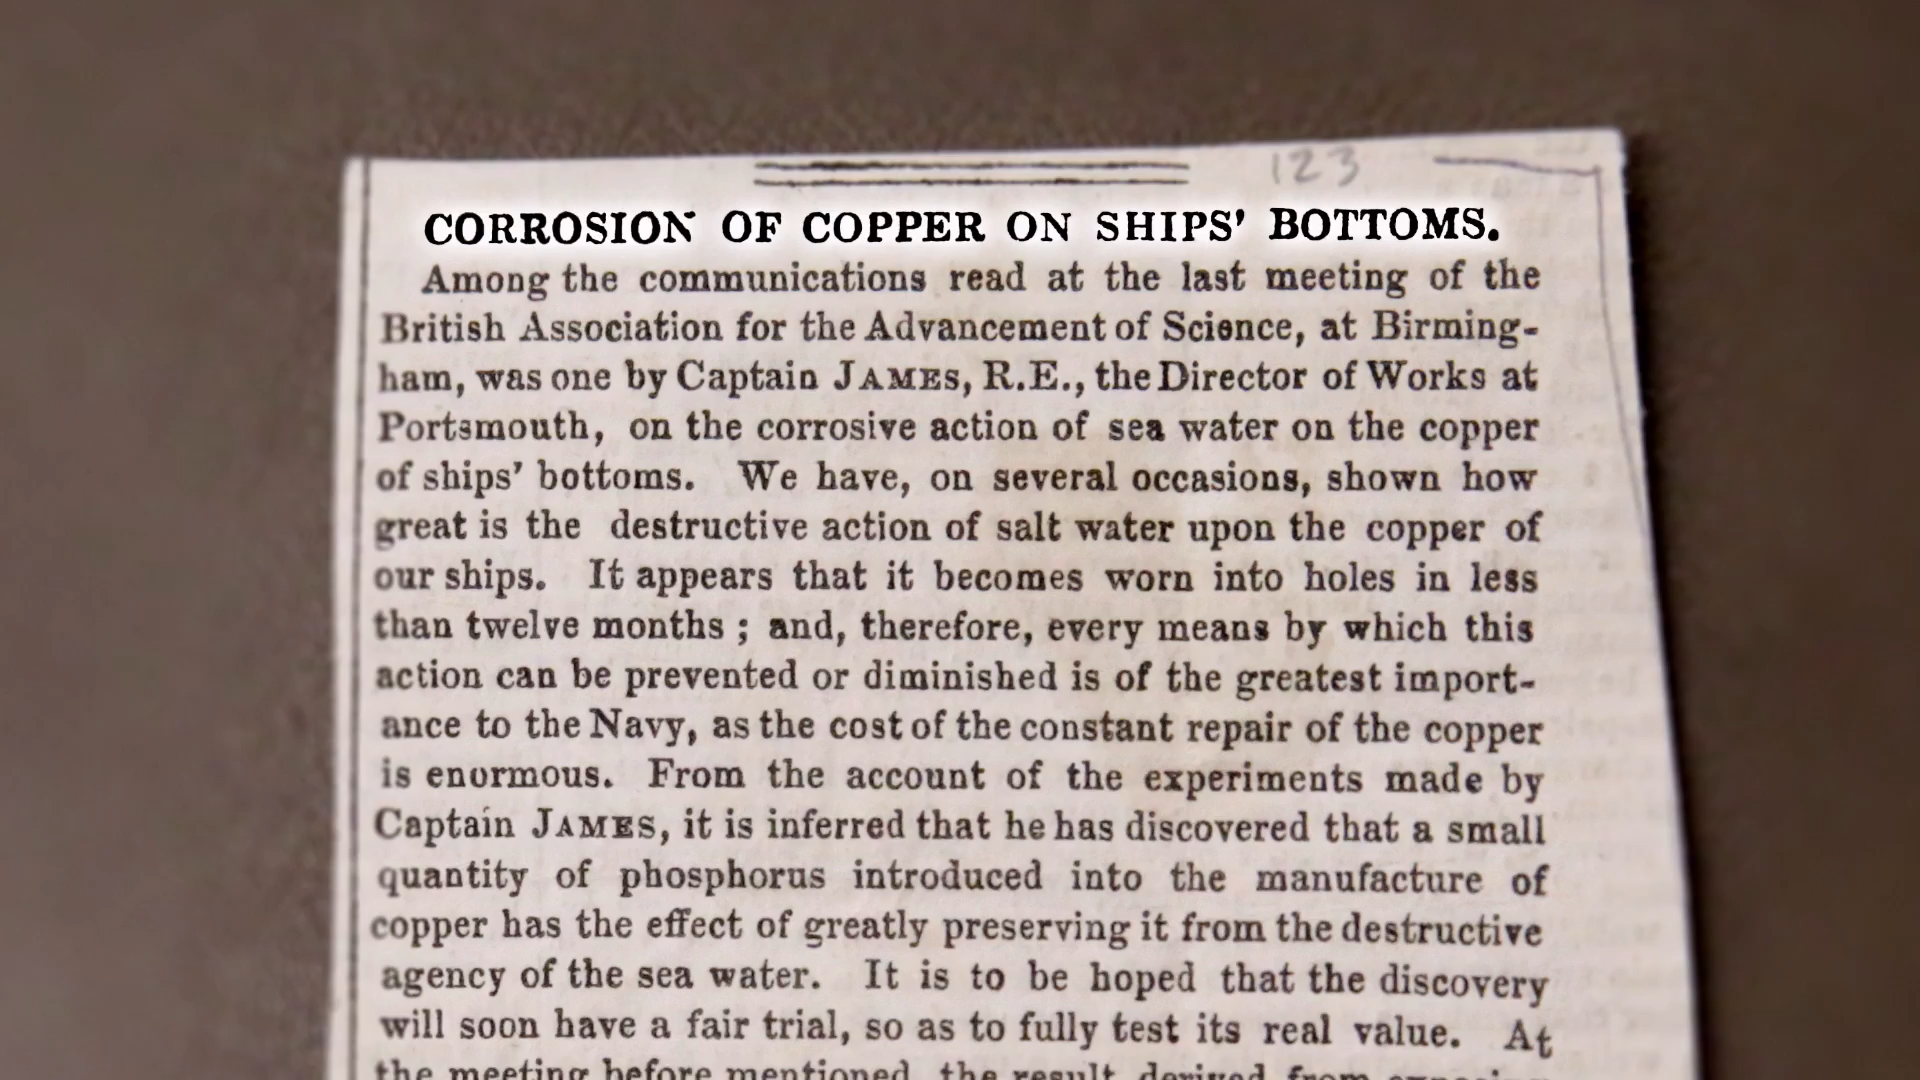 123
CORROSION OF COPPER ON SHIPS' BOTTOMS.
Among the communications read at the last meeting of the
British Association for the Advancement of Science, at Birming-
ham, was one by Captain JAMES, R.E., the Director of Works at
Portsmouth, on the corrosive action of sea water on the copper
of ships' bottoms. We have, on several occasions, shown how
great is the destructive action of salt water upon the copper of
our ships. It appears that it becomes worn into holes in less
than twelve months ; and, therefore, every means by which this
action can be prevented or diminished is of the greatest import-
ance to the Navy, as the cost of the constant repair of the copper
is enormous. From the account of the experiments made by
Captain JAMES, it is inferred that he has discovered that a small
quantity of phosphorus introduced into the manufacture of
copper has the effect of greatly preserving it from the destructive
agency of the sea water. It is to be hoped that the discovery
will soon have a fair trial, so as to fully test its real value. At
the meeting before mentioned, the result derived from